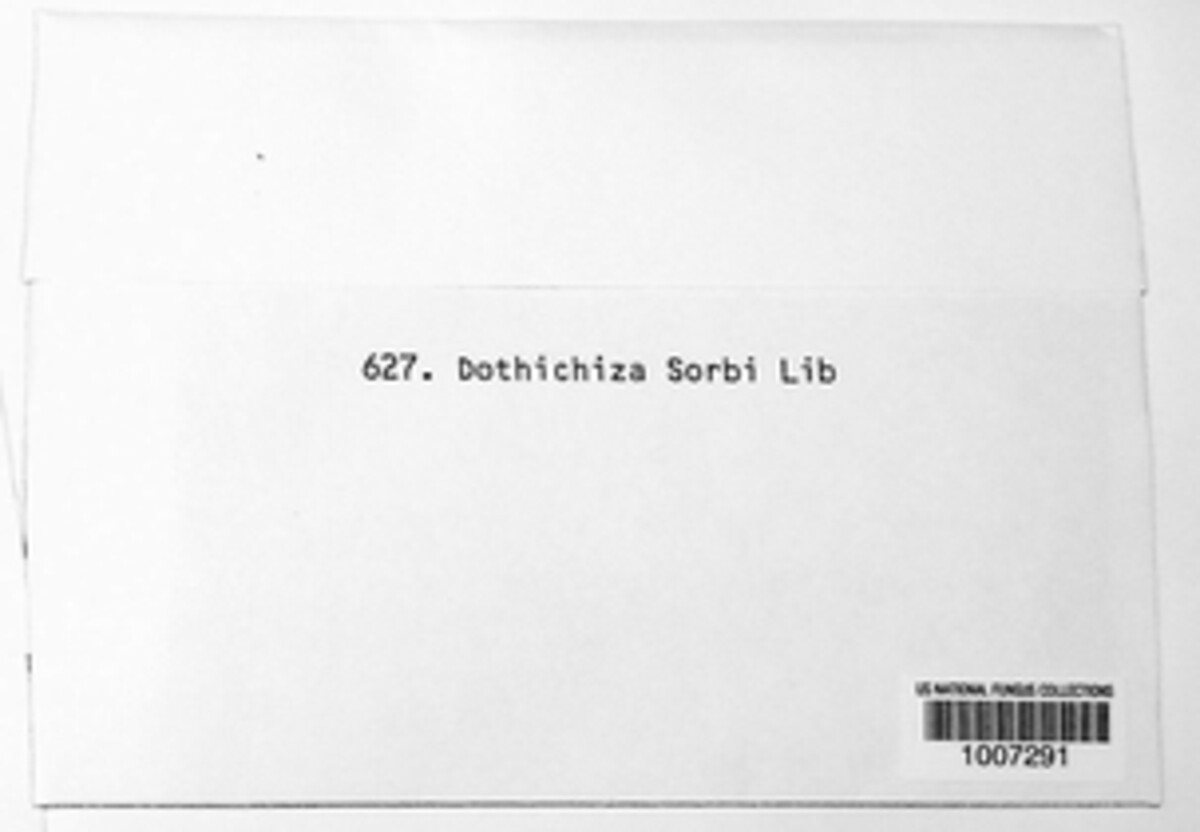 627. Dothichiza Sorbi Lib
US NATIONAL FUNGUS COLLECTIONS
1007291